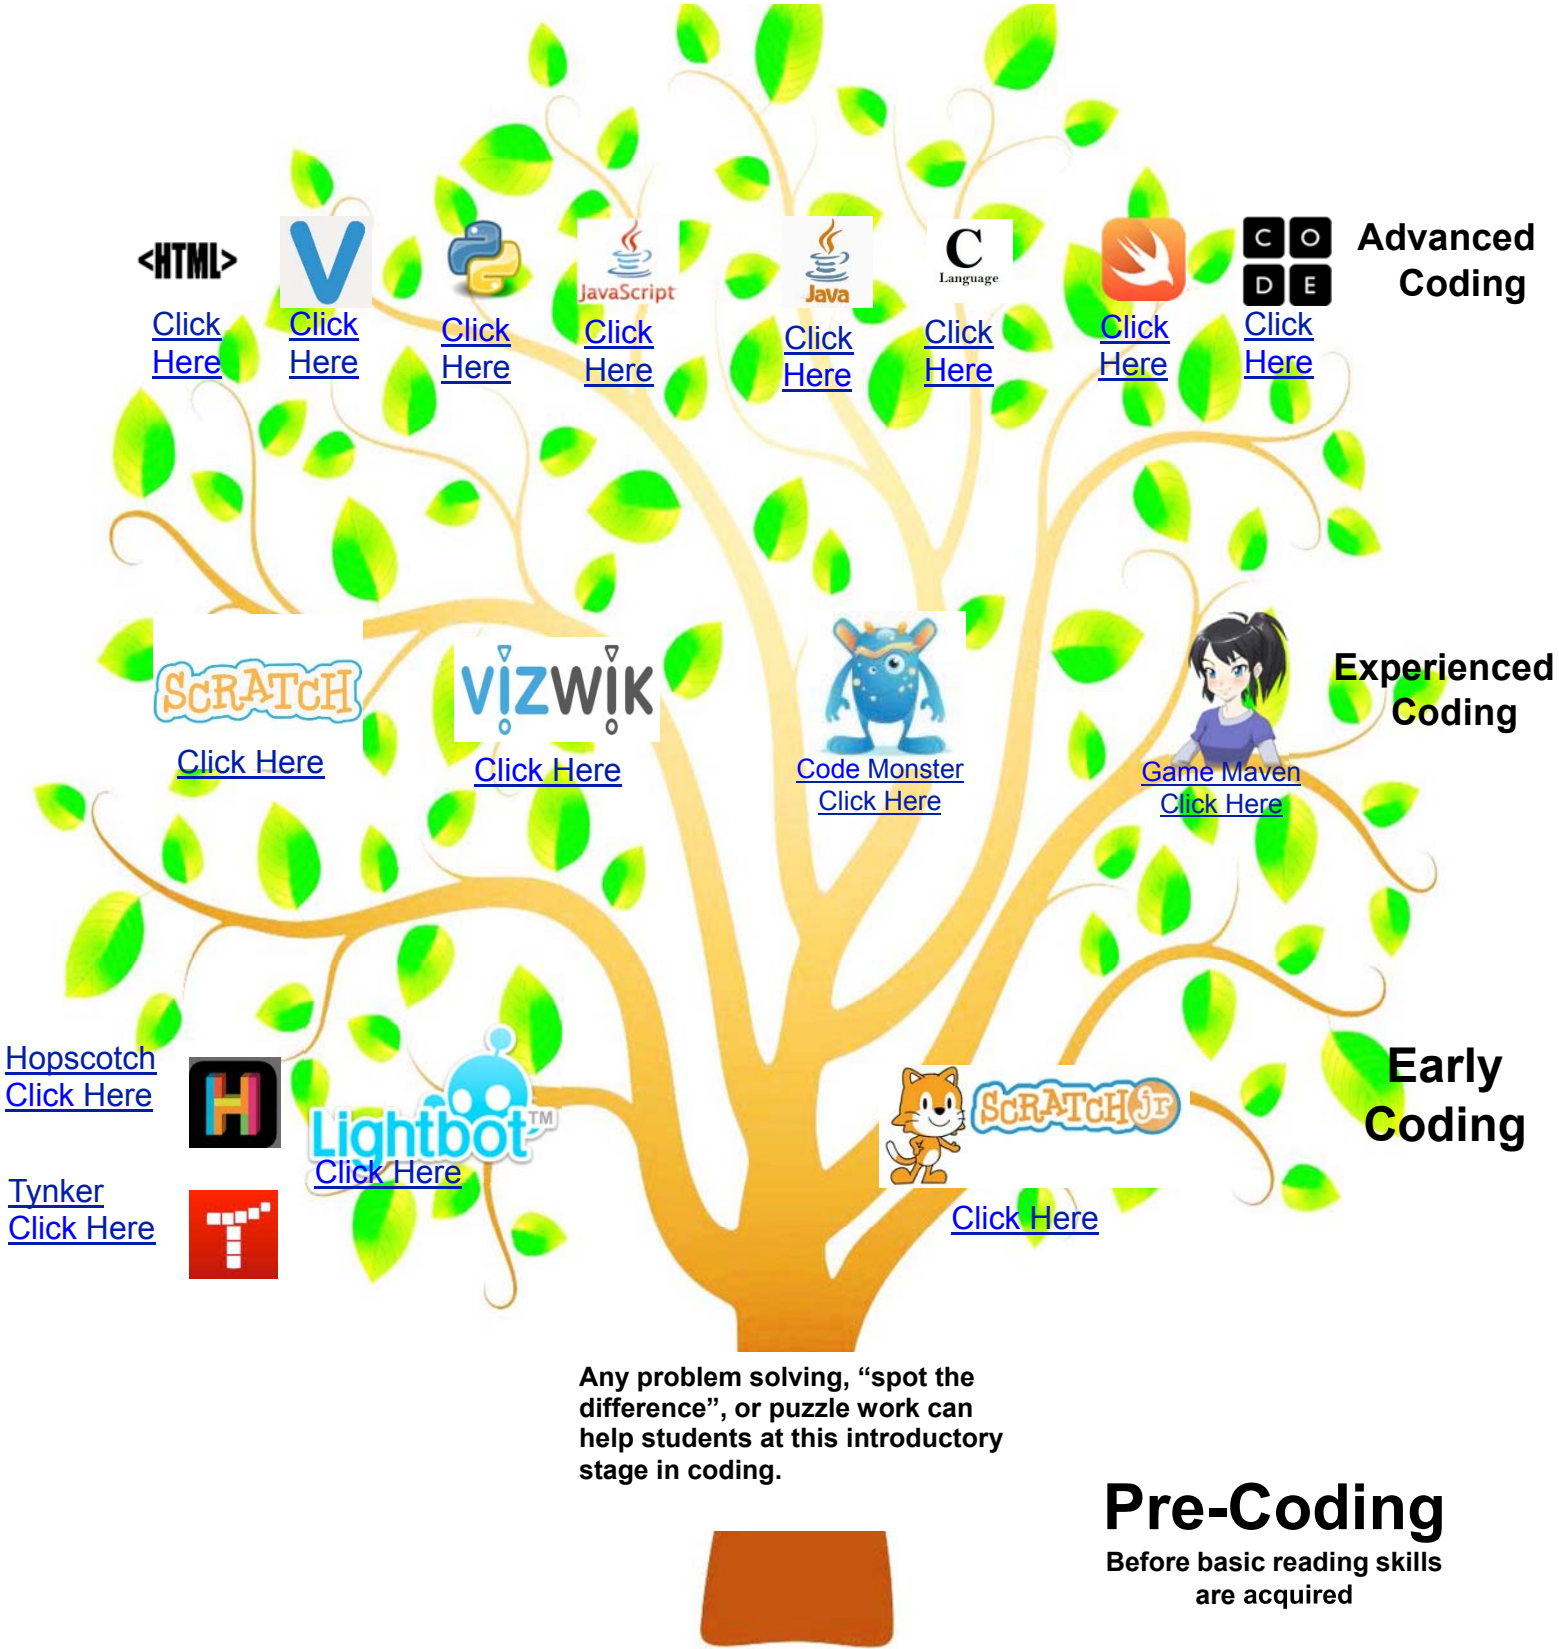 <HTML>
V
JavaScript
Java
C
Language
C O
D E
Advanced
Coding
Click
Here
Click
Here
Click
Here
Click
Here
Click
Here
Click
Here
Click
Here
Click
Here
SCRATCH
VIZWIK
Experienced
Coding
Click Here
Click Here
Code Monster
Click Here
Game Maven
Click Here
Hopscotch
Click Here
H
Lightbot™
Click Here
SCRATCH jr
Click Here
Early
Coding
Tynker
Click Here
T
Any problem solving, “spot the
difference”, or puzzle work can
help students at this introductory
stage in coding.
Pre-Coding
Before basic reading skills
are acquired